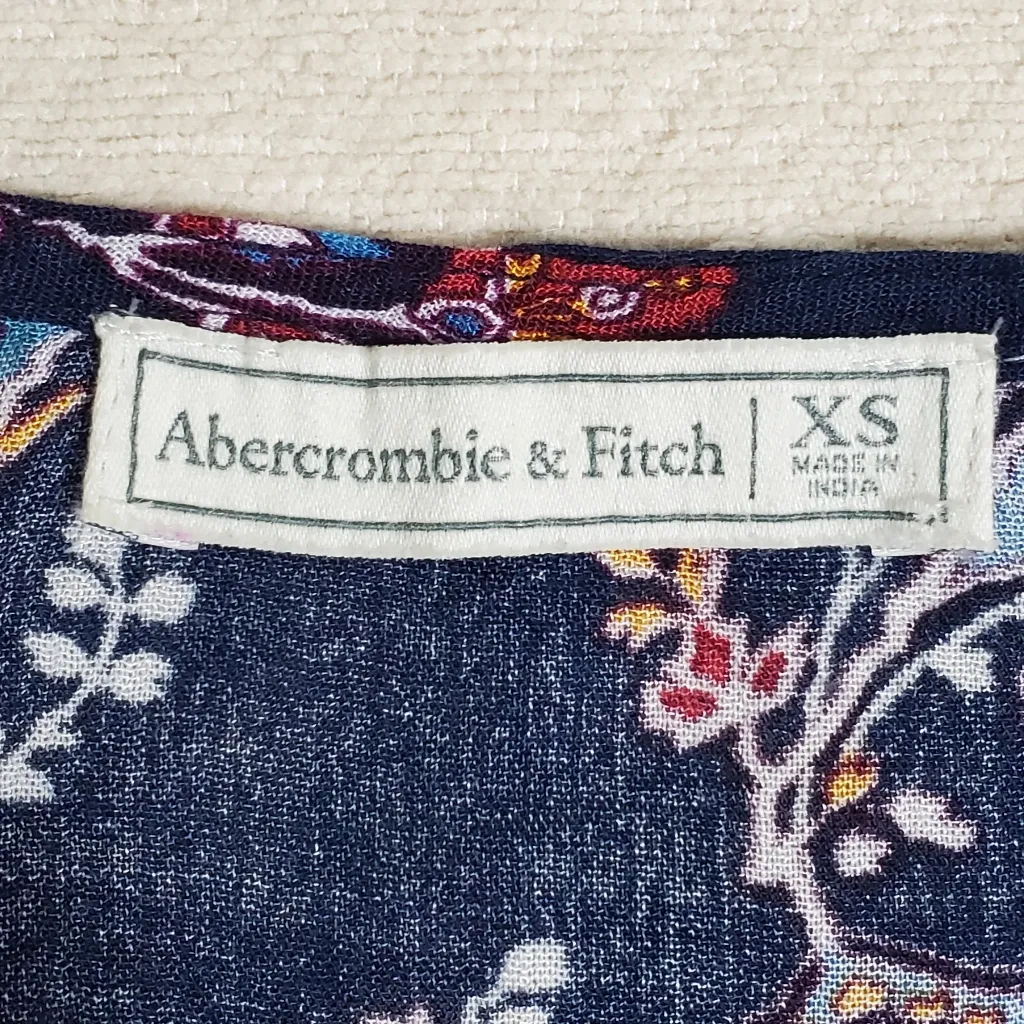 Abercrombie & Fitch
XS
MADE IN
INDIA